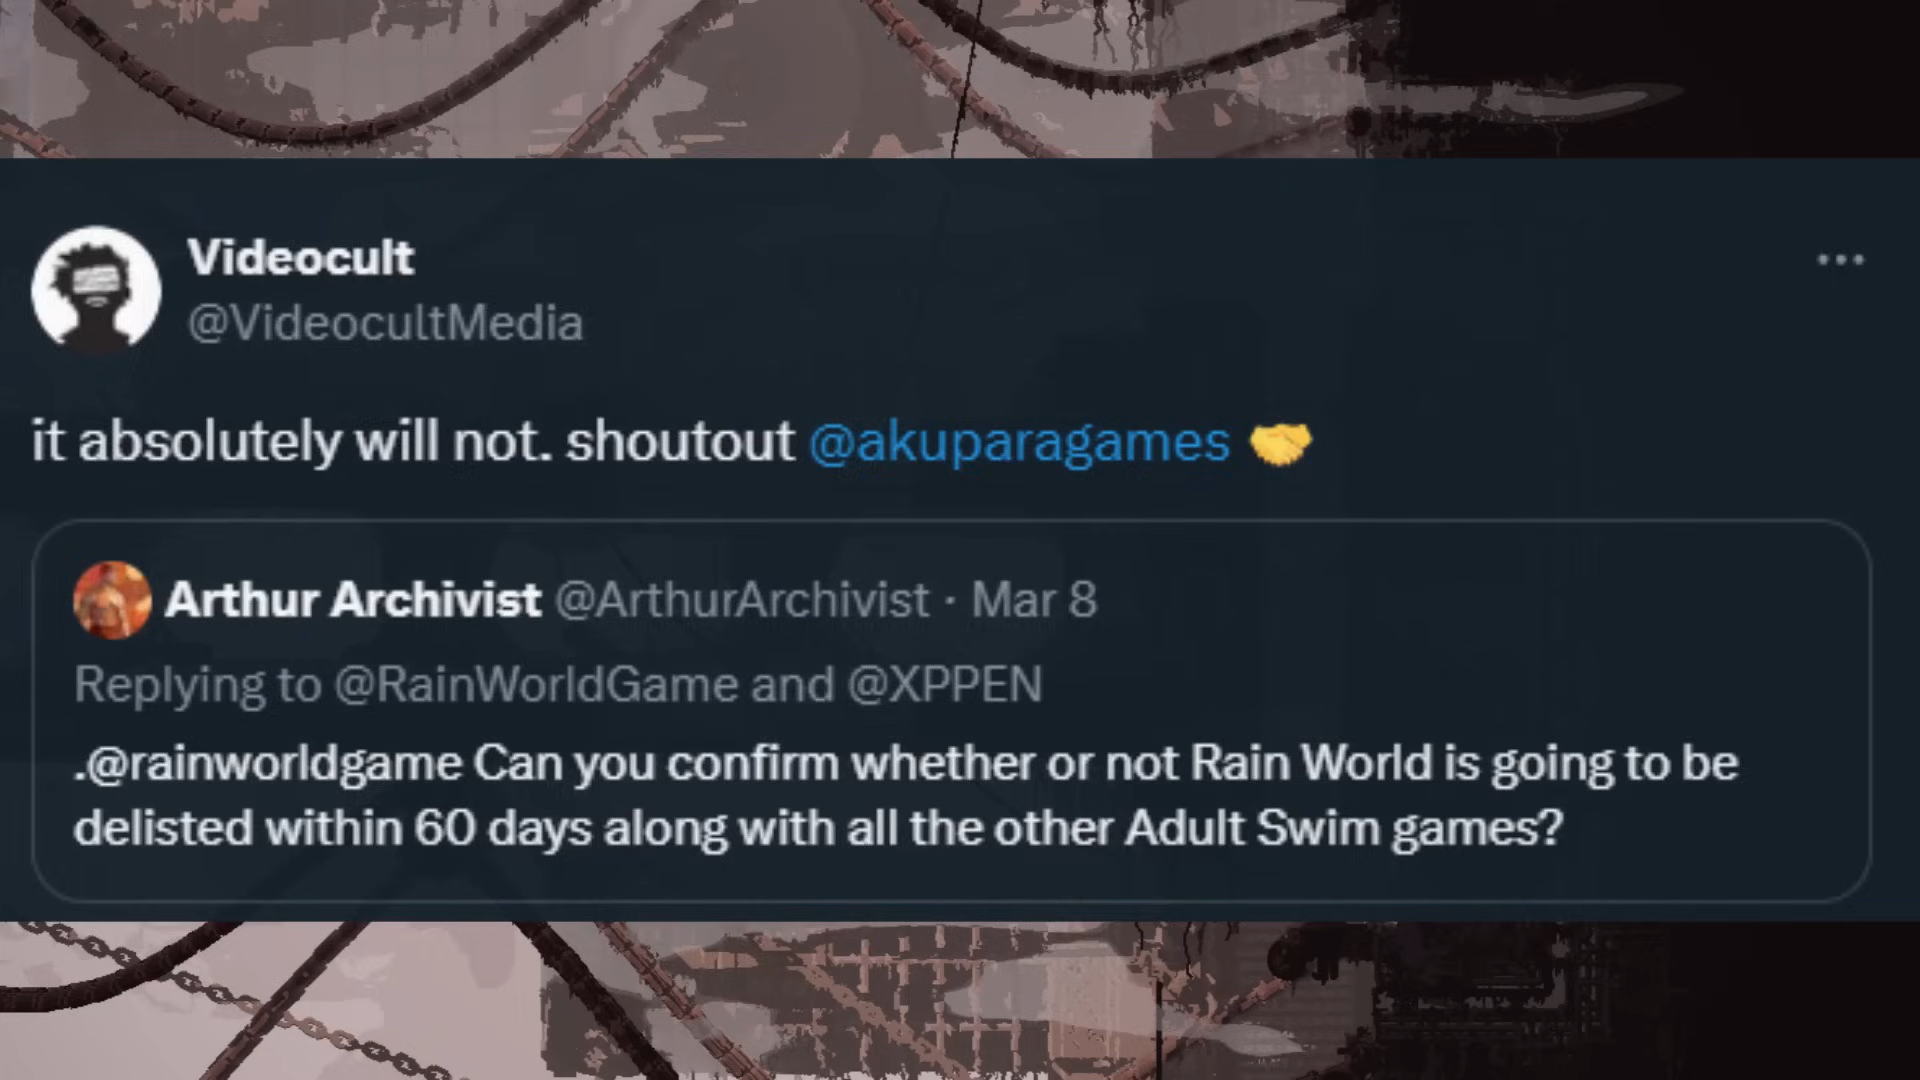 Videocult
@VideocultMedia
it absolutely will not. shoutout @akuparagames 🤝
Arthur Archivist @ArthurArchivist · Mar 8
Replying to @RainWorldGame and @XPPEN
.@rainworldgame Can you confirm whether or not Rain World is going to be
delisted within 60 days along with all the other Adult Swim games?